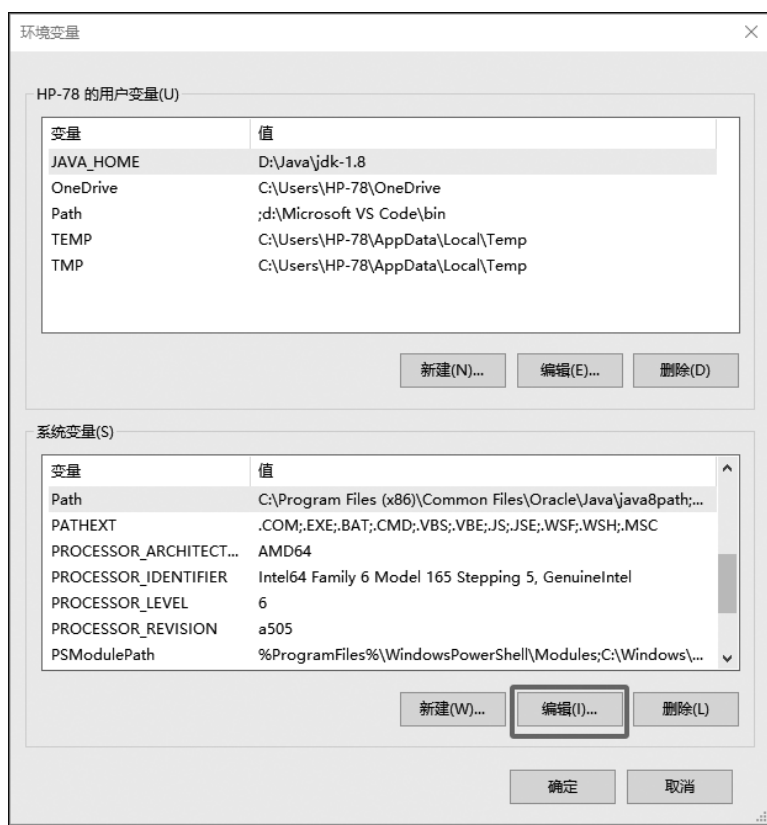 环境变量
HP-78 的用户变量(U)
变量 值
JAVA_HOME D:\Java\jdk-1.8
OneDrive C:\Users\HP-78\OneDrive
Path ;d:\Microsoft VS Code\bin
TEMP C:\Users\HP-78\AppData\Local\Temp
TMP C:\Users\HP-78\AppData\Local\Temp
新建(N)... 编辑(E)... 删除(D)
系统变量(S)
变量 值
Path C:\Program Files (x86)\Common Files\Oracle\Java\java8path;...
PATHEXT .COM;.EXE;.BAT;.CMD;.VBS;.VBE;.JS;.JSE;.WSF;.WSH;.MSC
PROCESSOR_ARCHITECT... AMD64
PROCESSOR_IDENTIFIER Intel64 Family 6 Model 165 Stepping 5, GenuineIntel
PROCESSOR_LEVEL 6
PROCESSOR_REVISION a505
PSModulePath %ProgramFiles%\WindowsPowerShell\Modules;C:\Windows\...
新建(W)... 编辑(I)... 删除(L)
确定 取消